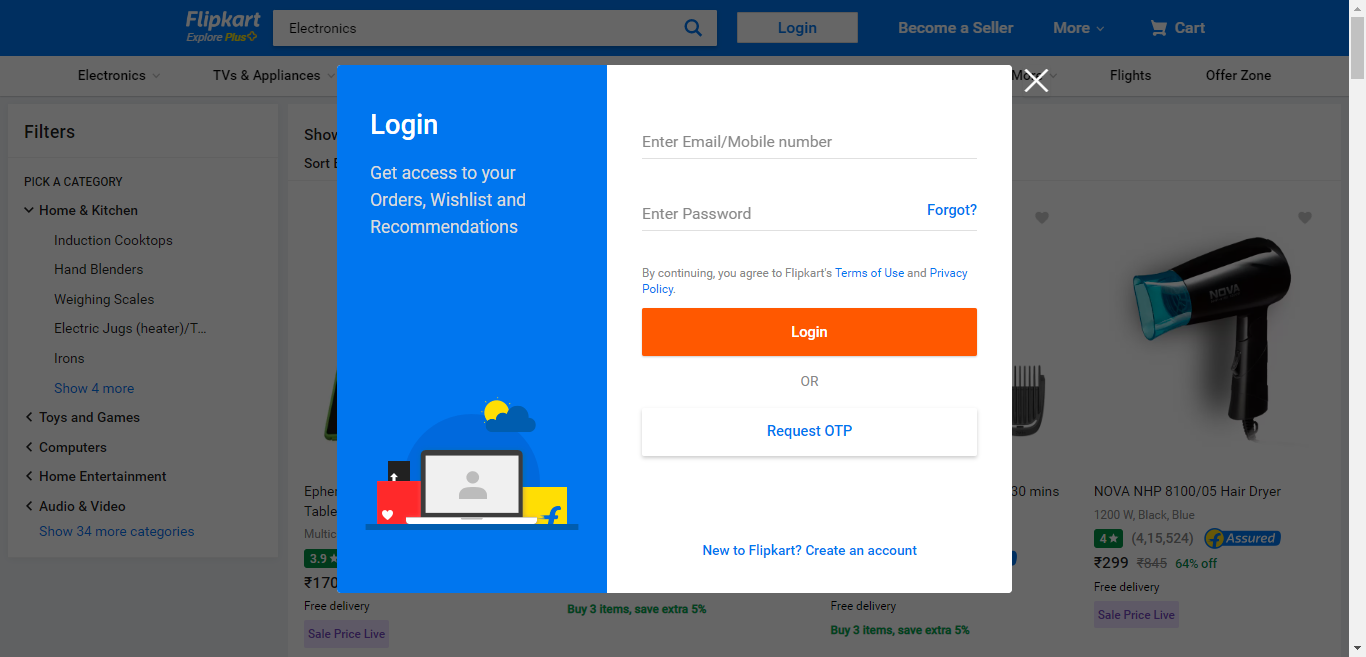 Flipkart
Explore Plus
Electronics
Login
Become a Seller
More
Cart
Electronics
TVs & Appliances
More
Flights
Offer Zone
Filters
PICK A CATEGORY
Home & Kitchen
Induction Cooktops
Hand Blenders
Weighing Scales
Electric Jugs (heater)/T...
Irons
Show 4 more
Toys and Games
Computers
Home Entertainment
Audio & Video
Show 34 more categories
Sort
Login
Get access to your
Orders, Wishlist and
Recommendations
Enter Email/Mobile number
Enter Password
Forgot?
By continuing, you agree to Flipkart's Terms of Use and Privacy
Policy.
Login
OR
Request OTP
New to Flipkart? Create an account
3.9
₹170
Free delivery
Sale Price Live
Buy 3 items, save extra 5%
30 mins
Free delivery
Buy 3 items, save extra 5%
NOVA
NOVA NHP 8100/05 Hair Dryer
1200 W, Black, Blue
4★ (4,15,524) Assured
₹299 ₹845 64% off
Free delivery
Sale Price Live